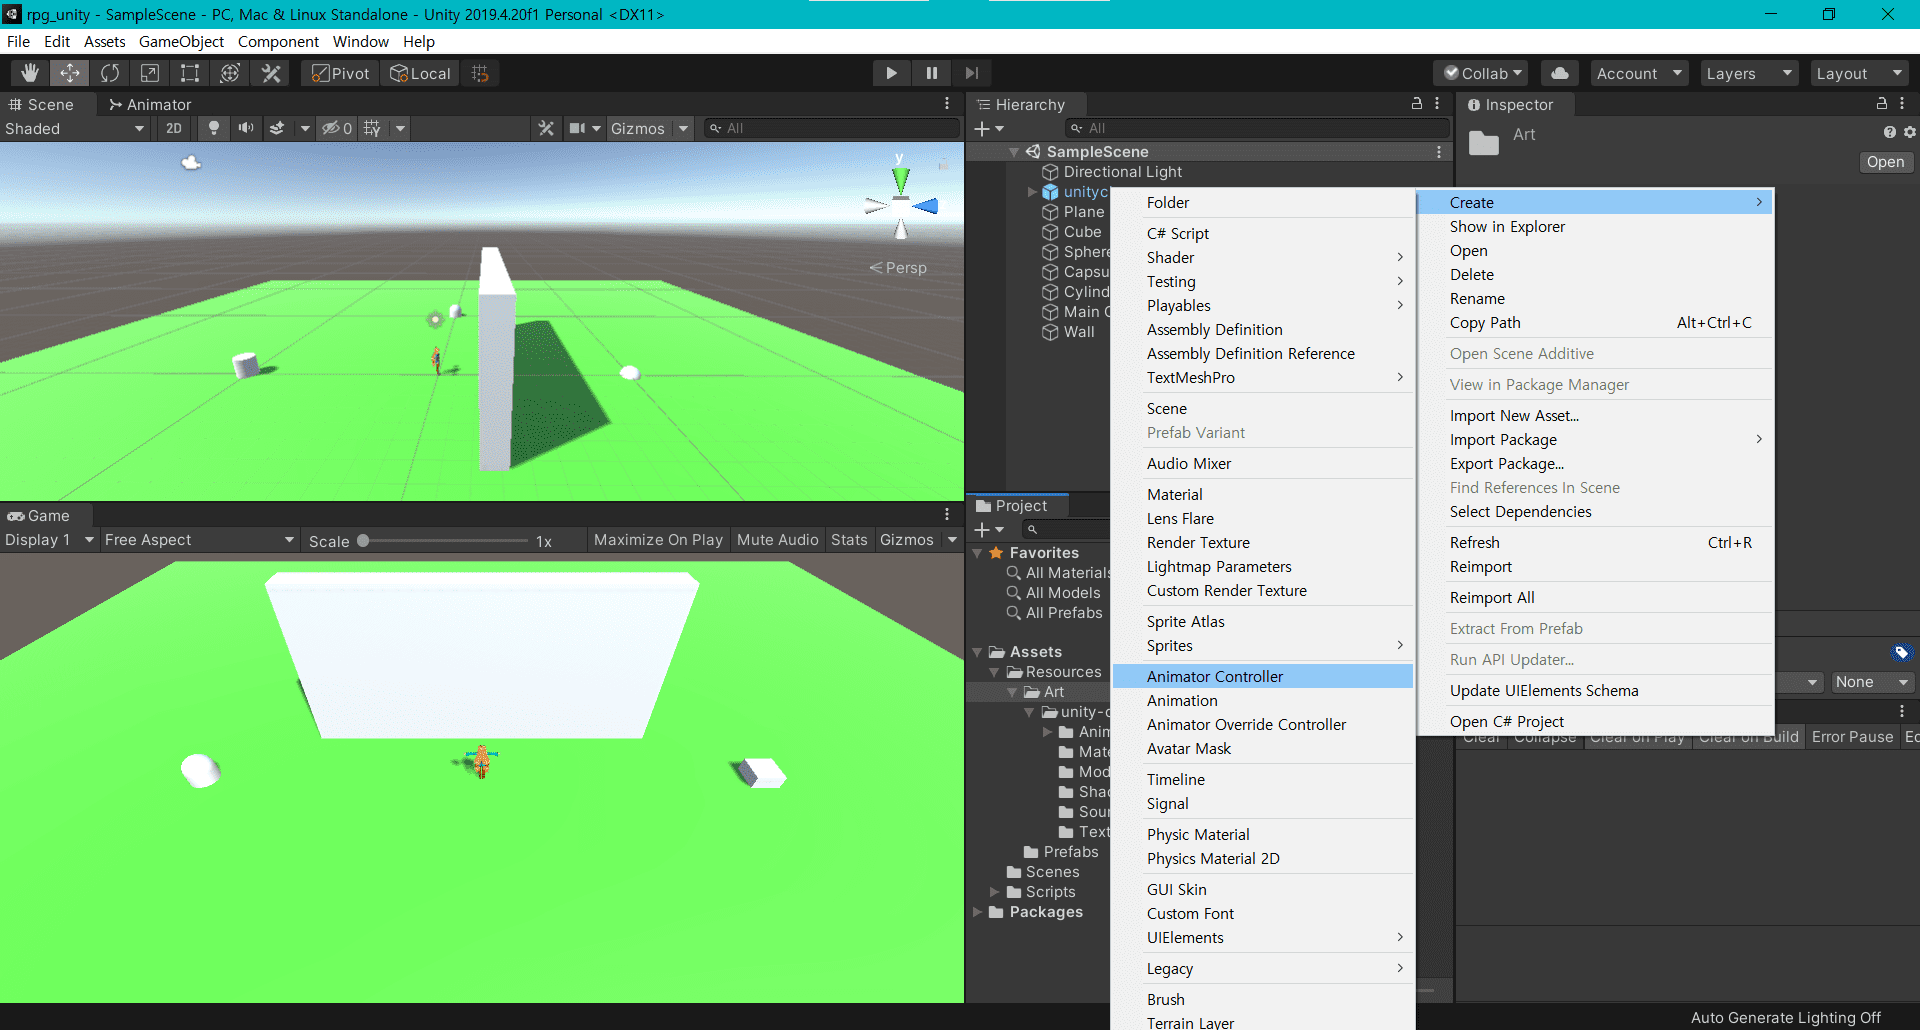 rpg_unity - SampleScene - PC, Mac & Linux Standalone - Unity 2019.4.20f1 Personal <DX11>
File Edit Assets GameObject Component Window Help
Pivot Local Collab Account Layers Layout
Scene Animator
Shaded 2D 0 Gizmos All
y
Persp
Game
Display 1 Free Aspect Scale 1x Maximize On Play Mute Audio Stats Gizmos
Hierarchy
All
SampleScene
Directional Light
unityc
Plane
Cube
Sphere
Capsu
Cylind
Main C
Wall
Project
Favorites
All Materials
All Models
All Prefabs
Assets
Resources
Art
unity-c
Anim
Mate
Mod
Shad
Sour
Text
Prefabs
Scenes
Scripts
Packages
Folder
C# Script
Shader
Testing
Playables
Assembly Definition
Assembly Definition Reference
TextMeshPro
Scene
Prefab Variant
Audio Mixer
Material
Lens Flare
Render Texture
Lightmap Parameters
Custom Render Texture
Sprite Atlas
Sprites
Animator Controller
Animation
Animator Override Controller
Avatar Mask
Timeline
Signal
Physic Material
Physics Material 2D
GUI Skin
Custom Font
UIElements
Legacy
Brush
Terrain Layer
Inspector
Art
Open
Create
Show in Explorer
Open
Delete
Rename
Copy Path Alt+Ctrl+C
Open Scene Additive
View in Package Manager
Import New Asset...
Import Package
Export Package...
Find References In Scene
Select Dependencies
Refresh Ctrl+R
Reimport
Reimport All
Extract From Prefab
Run API Updater...
Update UIElements Schema
Open C# Project
None
Clear Collapse Clear on Play Clear on Build Error Pause Ed
Auto Generate Lighting Off